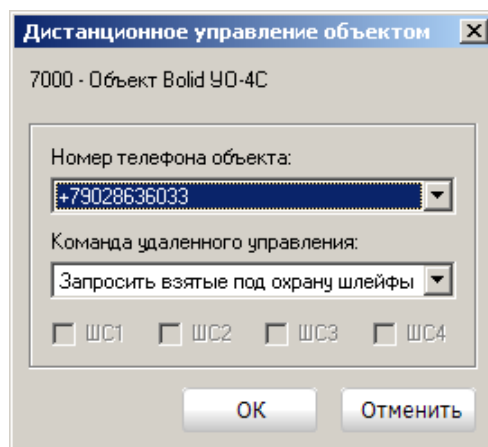 Дистанционное управление объектом
7000 - Объект Bolid УО-4С
Номер телефона объекта:
+79028636033
Команда удаленного управления:
Запросить взятые под охрану шлейфы
ШС1 ШС2 ШС3 ШС4
ОК Отменить